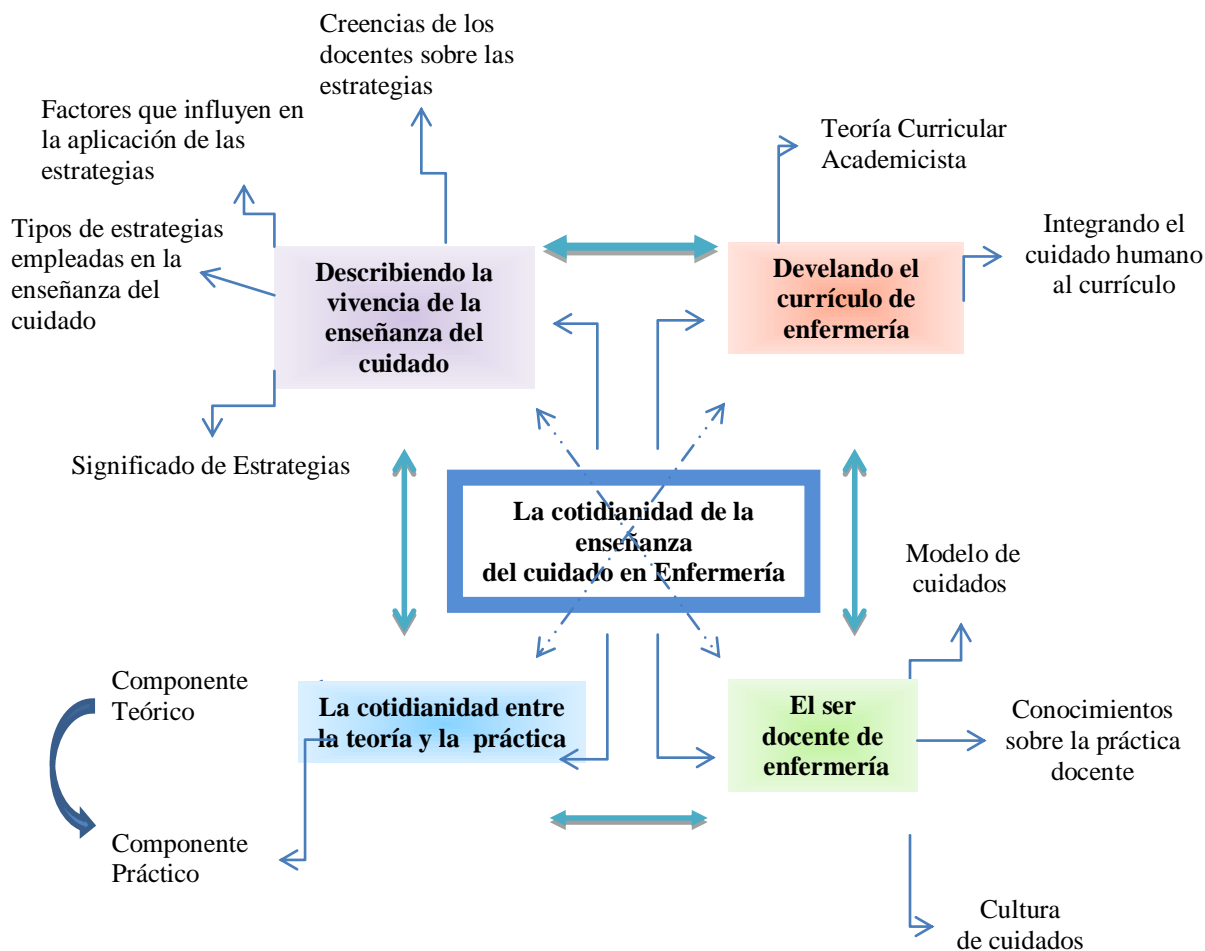 Creencias de los
docentes sobre las
estrategias
Factores que influyen en
la aplicación de las
estrategias
Teoría Curricular
Academicista
Tipos de estrategias
empleadas en la
enseñanza del
cuidado
Describiendo la
vivencia de la
enseñanza del
cuidado
Develando el
currículo de
enfermería
Integrando el
cuidado humano
al currículo
Significado de Estrategias
La cotidianidad de la
enseñanza
del cuidado en Enfermería
Modelo de
cuidados
Componente
Teórico
La cotidianidad entre
la teoría y la práctica
El ser
docente de
enfermería
Conocimientos
sobre la práctica
docente
Componente
Práctico
Cultura
de cuidados